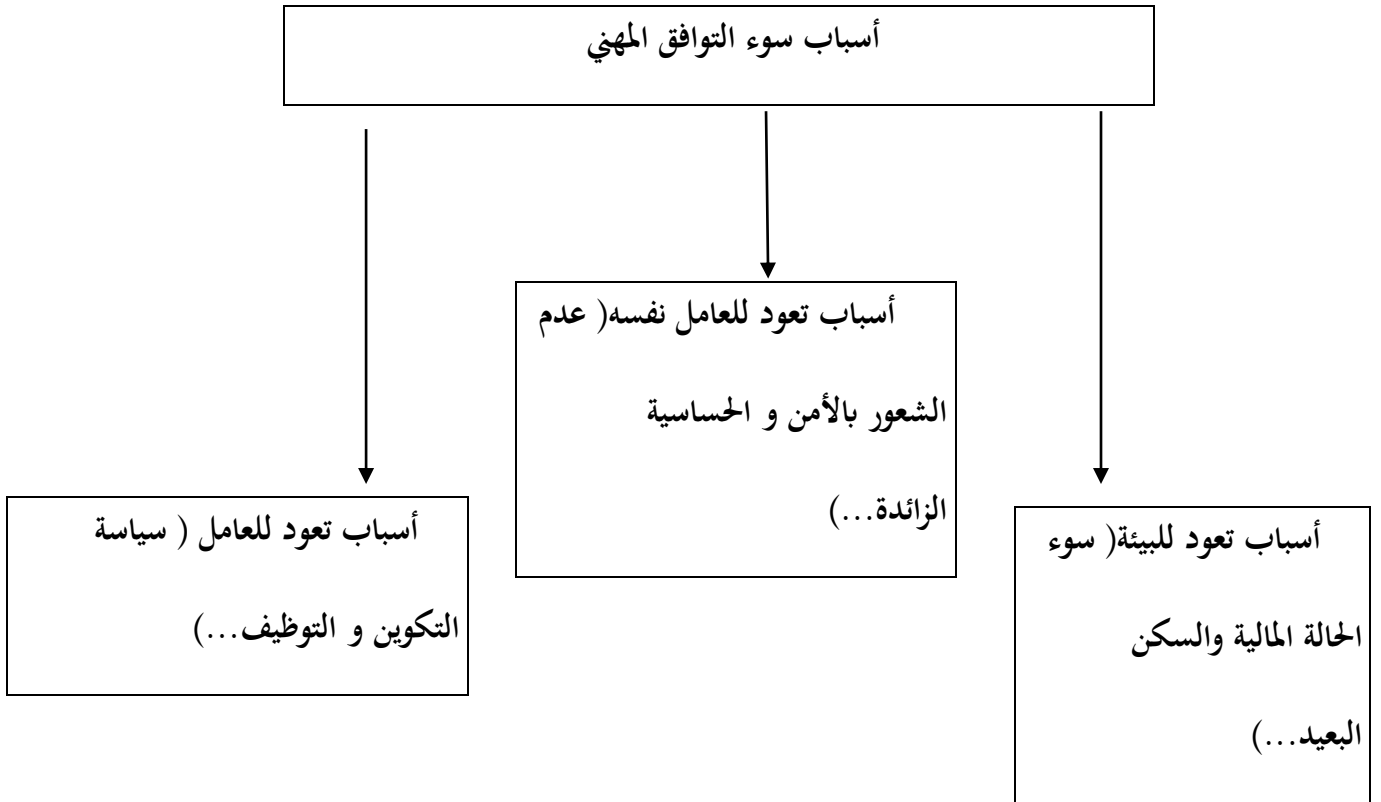 أسباب سوء التوافق المهني
أسباب تعود للبيئة( سوء
الحالة المالية والسكن
البعيد...)
أسباب تعود للعامل نفسه( عدم
الشعور بالأمن و الحساسية
الزائدة...)
أسباب تعود للعامل ( سياسة
التكوين و التوظيف...)